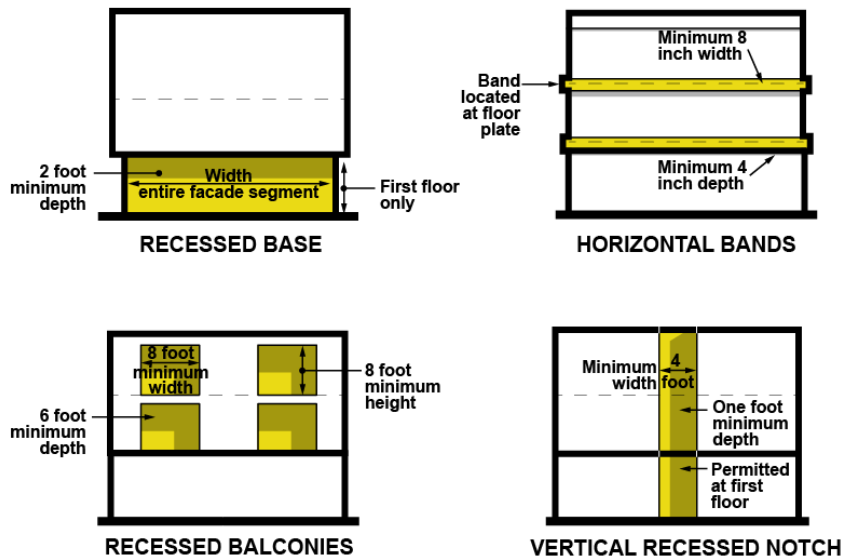 2 foot
minimum
depth
Width
entire facade segment
First floor
only
RECESSED BASE
Minimum 8
inch width
Band
located
at floor
plate
Minimum 4
inch depth
HORIZONTAL BANDS
8 foot
minimum
width
8 foot
minimum
height
6 foot
minimum
depth
RECESSED BALCONIES
Minimum
width
4
foot
One foot
minimum
depth
Permitted
at first
floor
VERTICAL RECESSED NOTCH